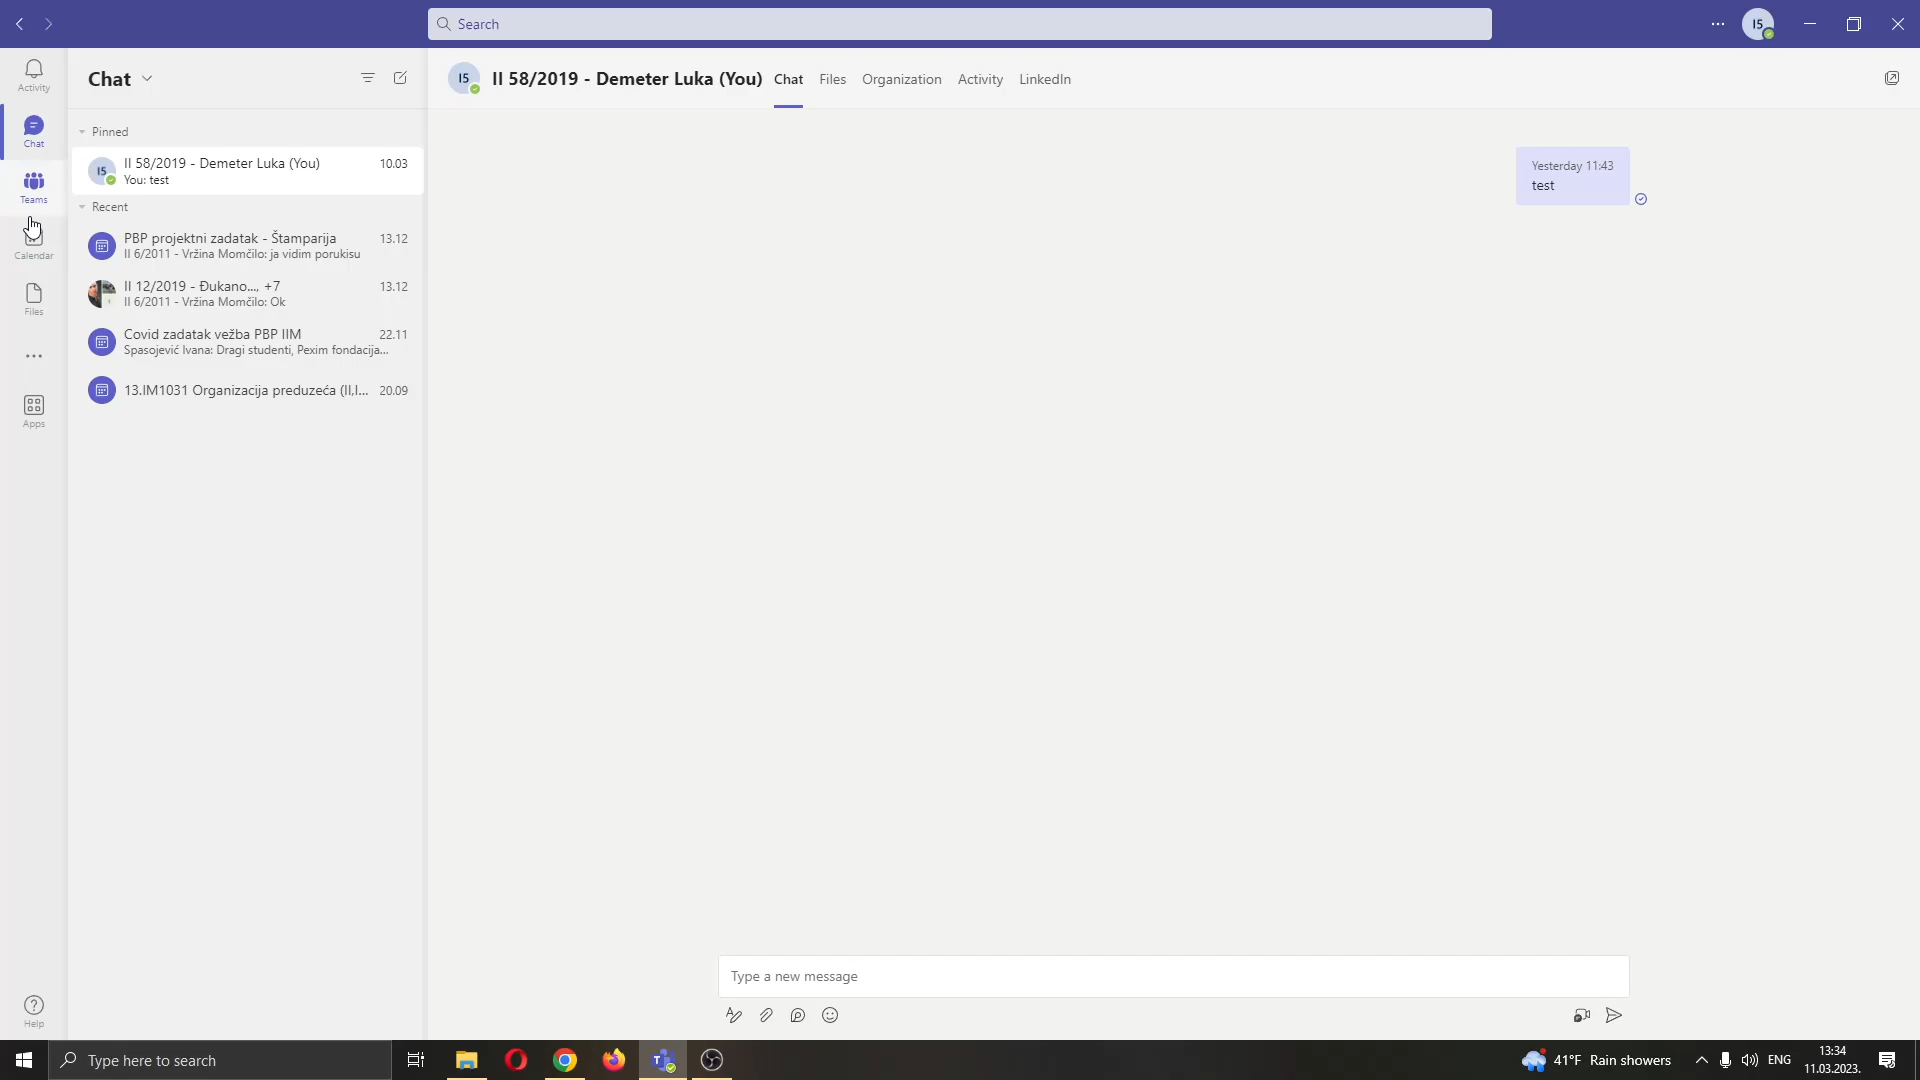 Search
I5
Activity
Chat
Teams
Calendar
Files
Apps
Help
Chat
Pinned
I5
II 58/2019 - Demeter Luka (You)
10.03
You: test
Recent
PBP projektni zadatak - Štamparija
13.12
II 6/2011 - Vržina Momčilo: ja vidim porukisu
II 12/2019 - Đukano..., +7
13.12
II 6/2011 - Vržina Momčilo: Ok
Covid zadatak vežba PBP IIM
22.11
Spasojević Ivana: Dragi studenti, Pexim fondacija...
13.IM1031 Organizacija preduzeća (II,I...
20.09
I5
II 58/2019 - Demeter Luka (You)
Chat
Files
Organization
Activity
LinkedIn
Yesterday 11:43
test
Type a new message
Type here to search
41°F Rain showers
ENG
13:34
11.03.2023.